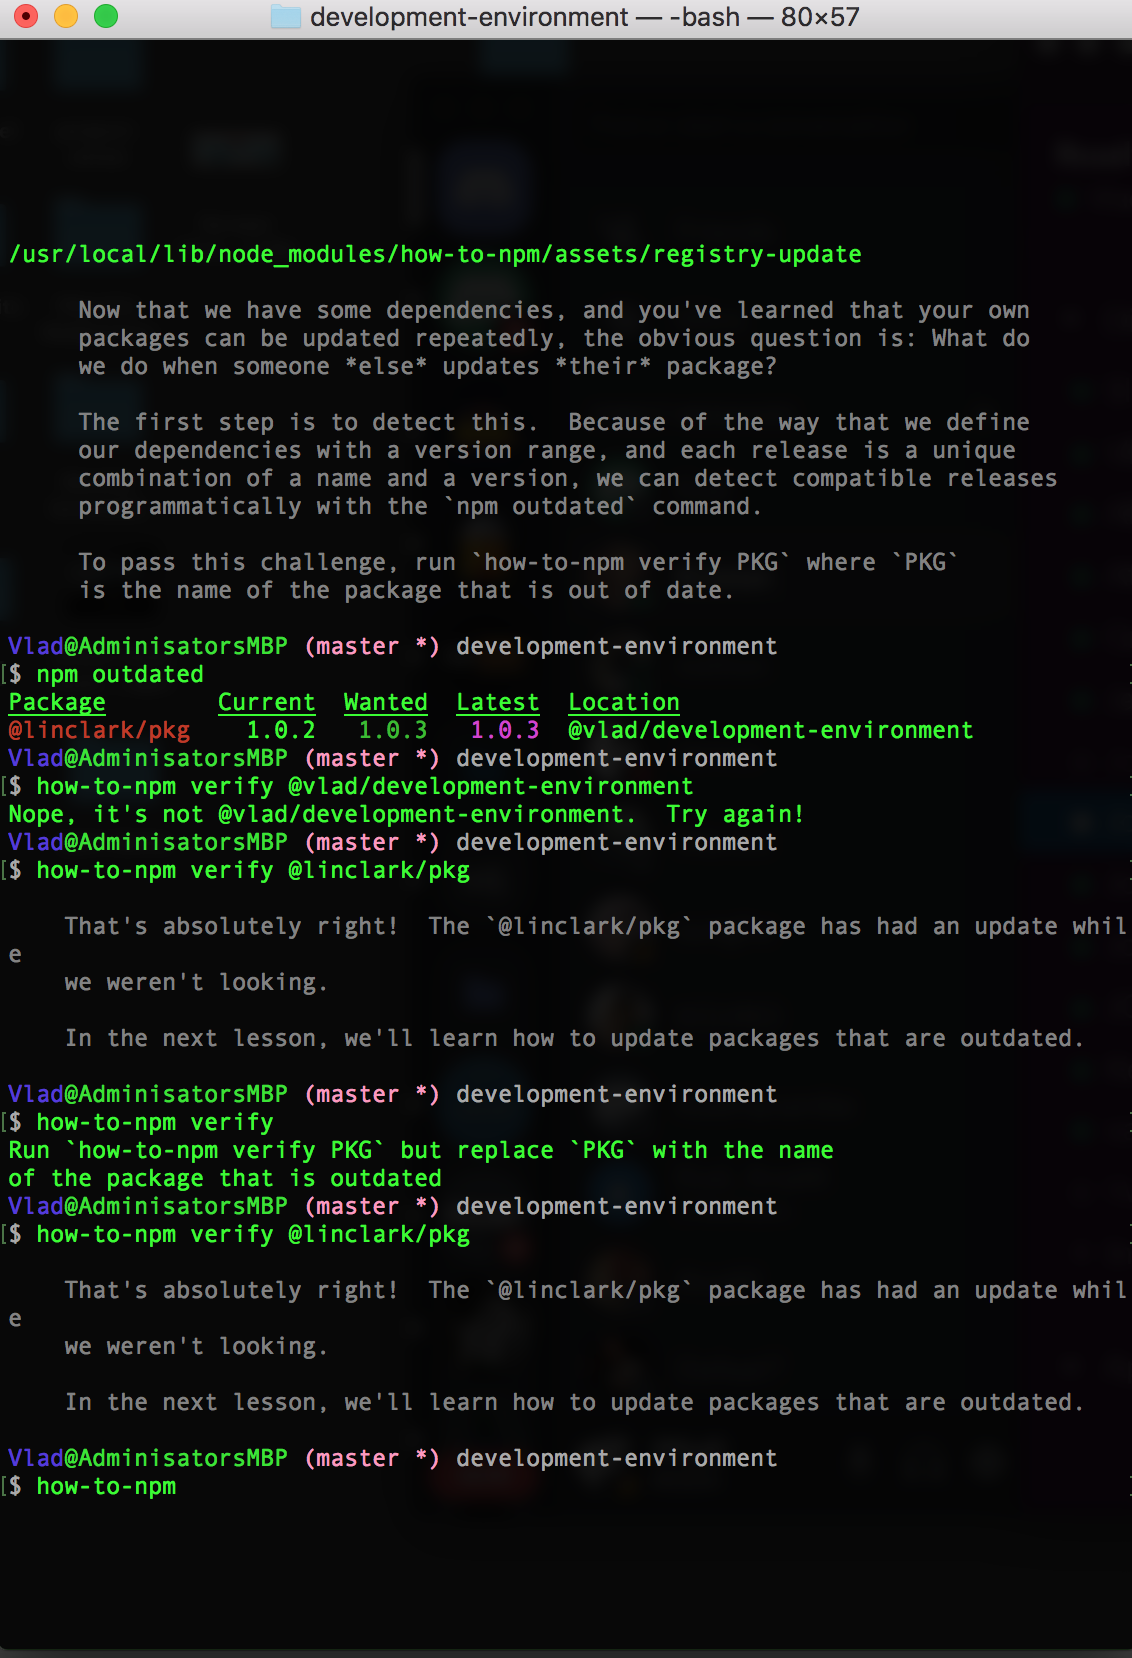 development-environment — -bash — 80×57
/usr/local/lib/node_modules/how-to-npm/assets/registry-update
Now that we have some dependencies, and you've learned that your own
packages can be updated repeatedly, the obvious question is: What do
we do when someone *else* updates *their* package?
The first step is to detect this.  Because of the way that we define
our dependencies with a version range, and each release is a unique
combination of a name and a version, we can detect compatible releases
programmatically with the `npm outdated` command.
To pass this challenge, run `how-to-npm verify PKG` where `PKG`
is the name of the package that is out of date.
Vlad@AdminisatorsMBP (master *) development-environment
[$ npm outdated
Package        Current  Wanted  Latest  Location
@linclark/pkg    1.0.2   1.0.3   1.0.3  @vlad/development-environment
Vlad@AdminisatorsMBP (master *) development-environment
[$ how-to-npm verify @vlad/development-environment
Nope, it's not @vlad/development-environment.  Try again!
Vlad@AdminisatorsMBP (master *) development-environment
[$ how-to-npm verify @linclark/pkg
That's absolutely right!  The `@linclark/pkg` package has had an update whil
e
we weren't looking.
In the next lesson, we'll learn how to update packages that are outdated.
Vlad@AdminisatorsMBP (master *) development-environment
[$ how-to-npm verify
Run `how-to-npm verify PKG` but replace `PKG` with the name
of the package that is outdated
Vlad@AdminisatorsMBP (master *) development-environment
[$ how-to-npm verify @linclark/pkg
That's absolutely right!  The `@linclark/pkg` package has had an update whil
e
we weren't looking.
In the next lesson, we'll learn how to update packages that are outdated.
Vlad@AdminisatorsMBP (master *) development-environment
[$ how-to-npm